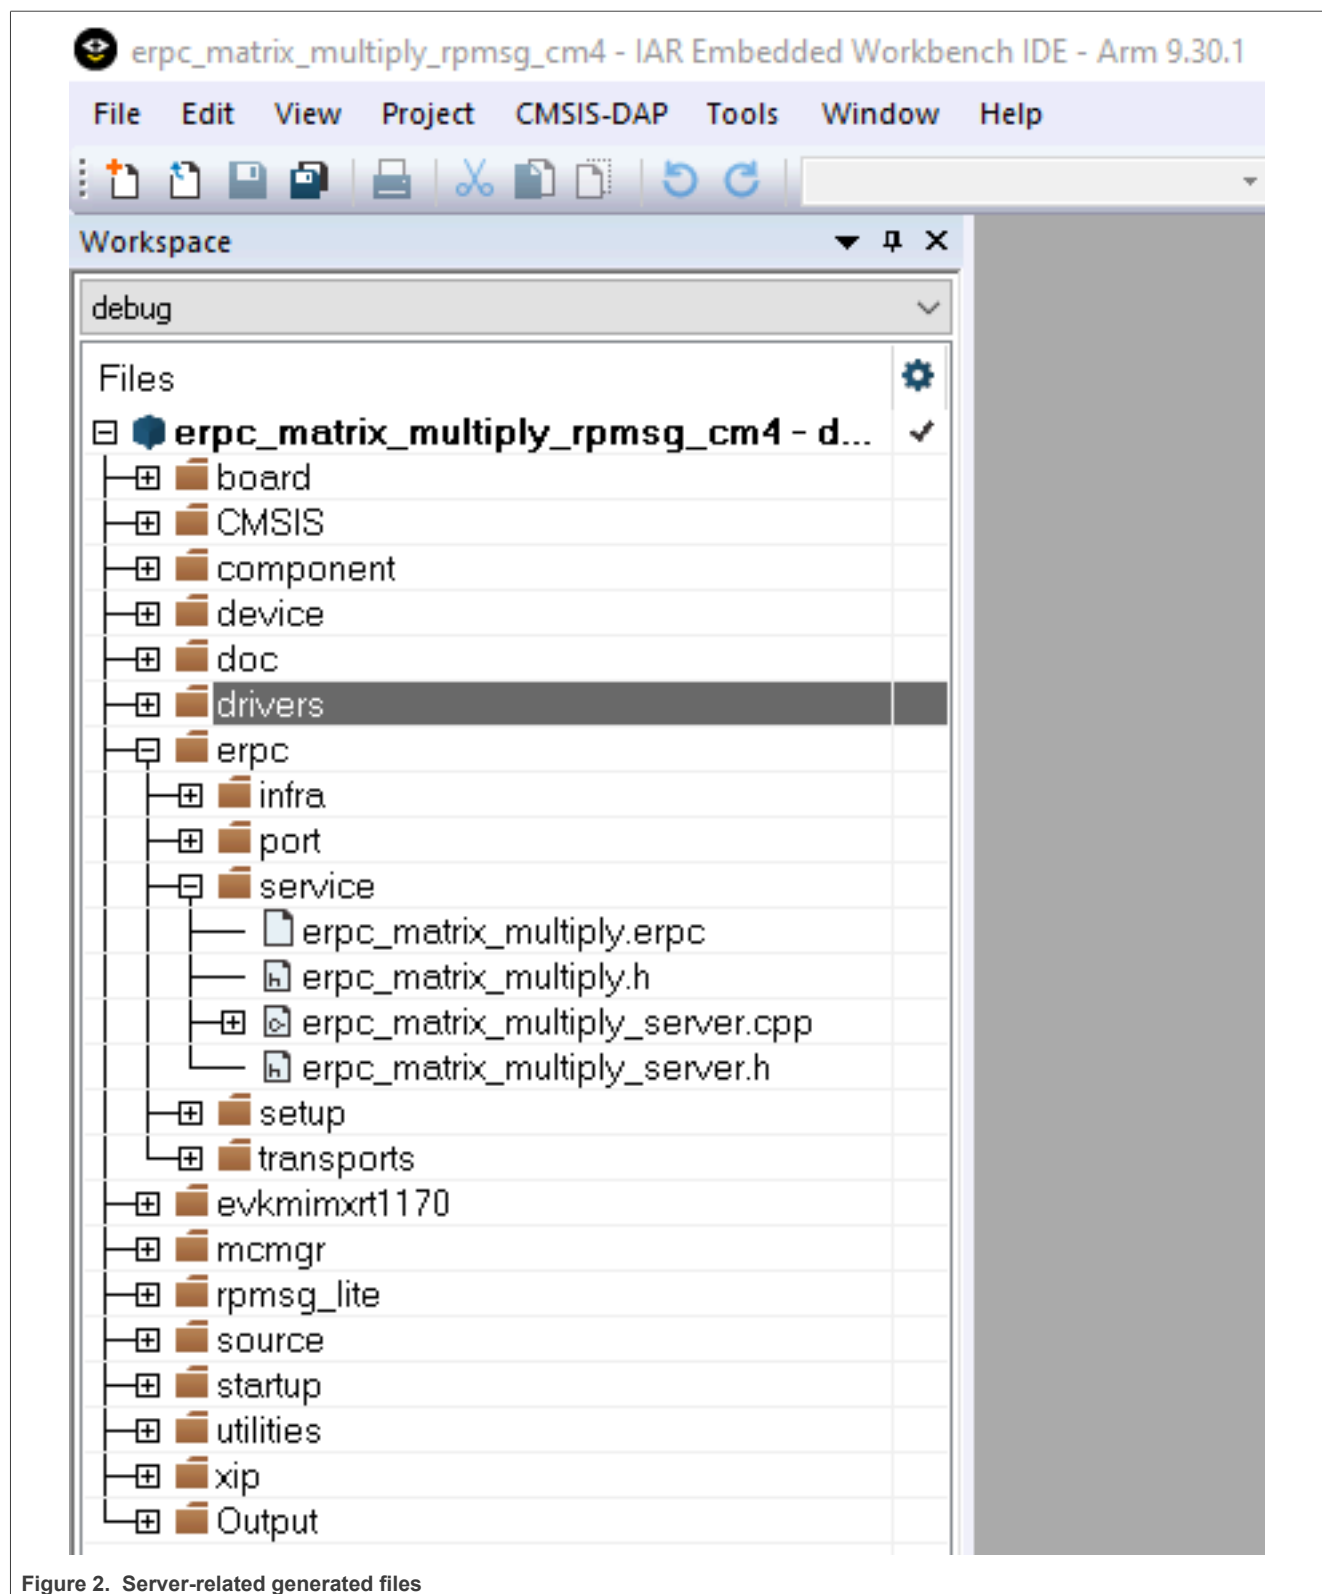 erpc_matrix_multiply_rpmsg_cm4 - IAR Embedded Workbench IDE - Arm 9.30.1
File Edit View Project CMSIS-DAP Tools Window Help
Workspace
debug
Files
erpc_matrix_multiply_rpmsg_cm4 - d...
board
CMSIS
component
device
doc
drivers
erpc
infra
port
service
erpc_matrix_multiply.erpc
erpc_matrix_multiply.h
erpc_matrix_multiply_server.cpp
erpc_matrix_multiply_server.h
setup
transports
evkmimxrt1170
mcmgr
rpmsg_lite
source
startup
utilities
xip
Output
Figure 2. Server-related generated files